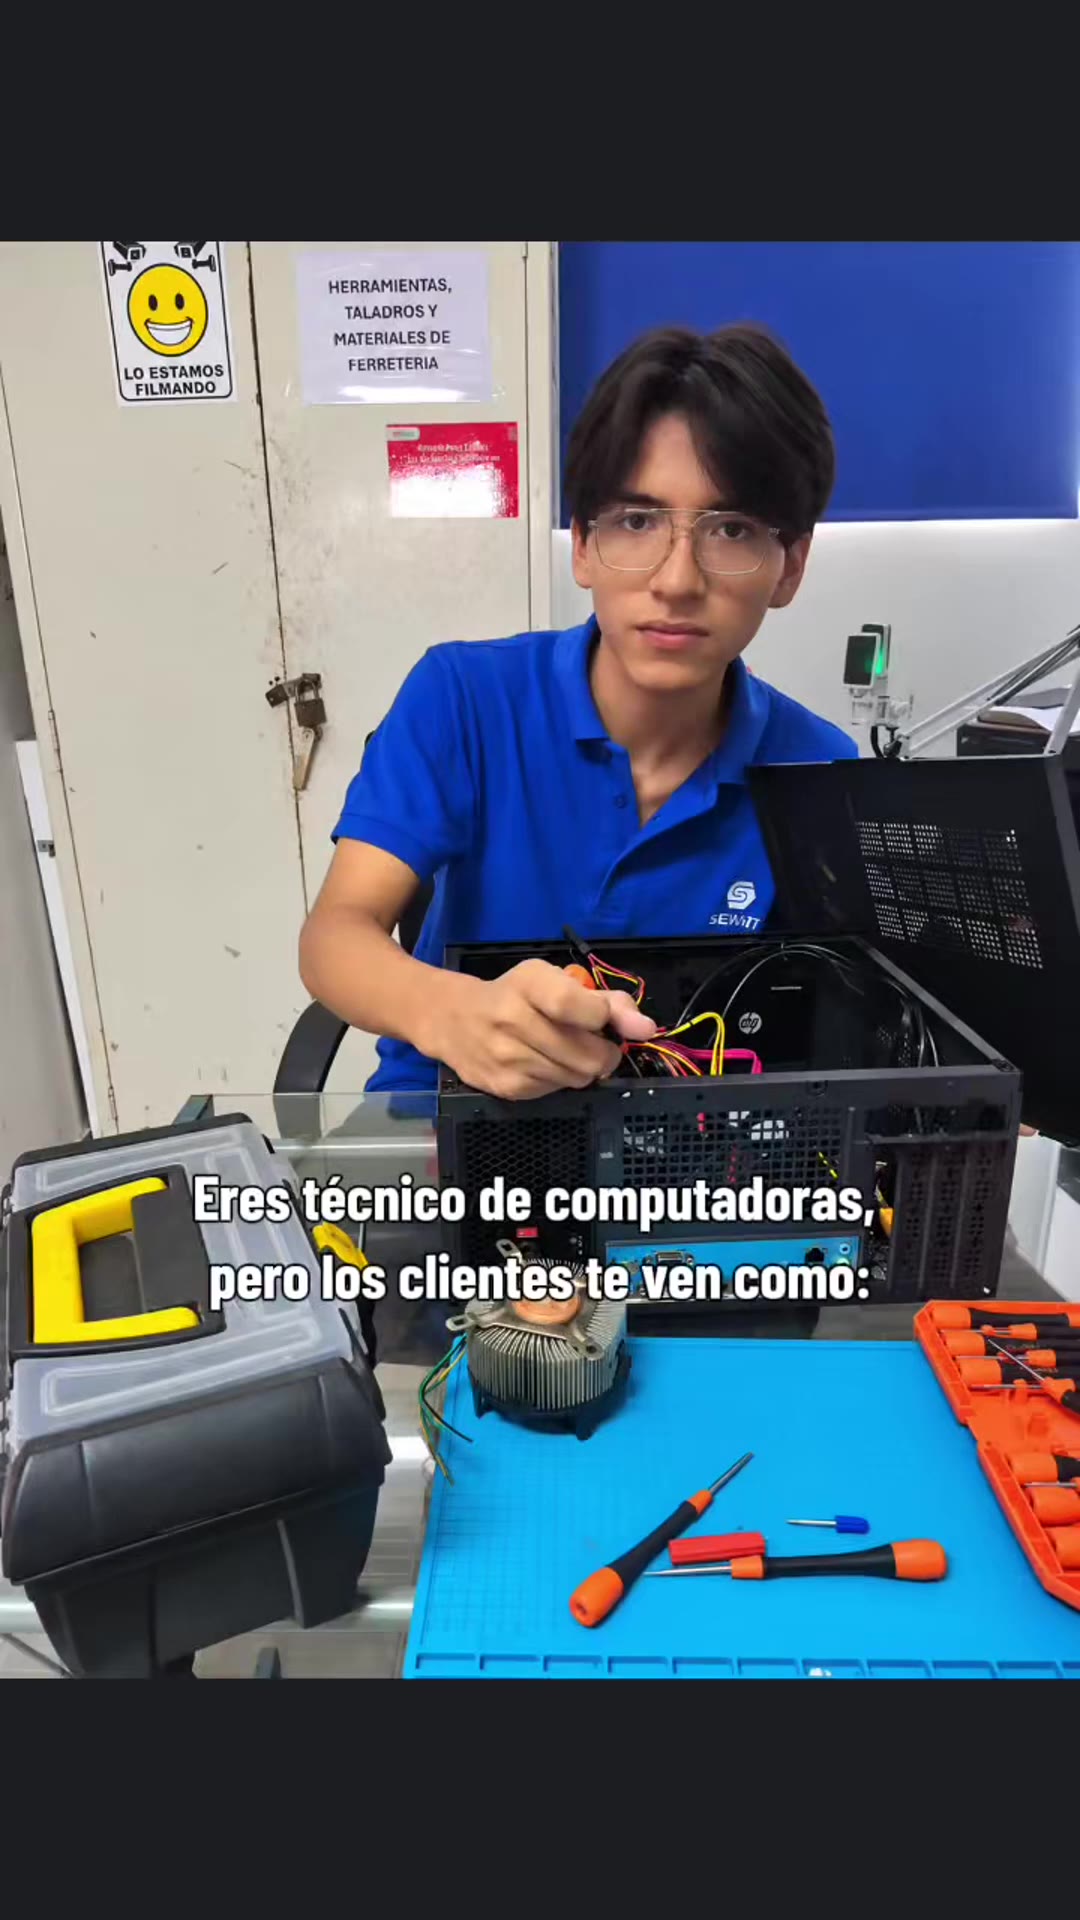 LO ESTAMOS
FILMANDO
HERRAMIENTAS,
TALADROS Y
MATERIALES DE
FERRETERIA
SEWITT
hp
Eres técnico de computadoras,
pero los clientes te ven como: